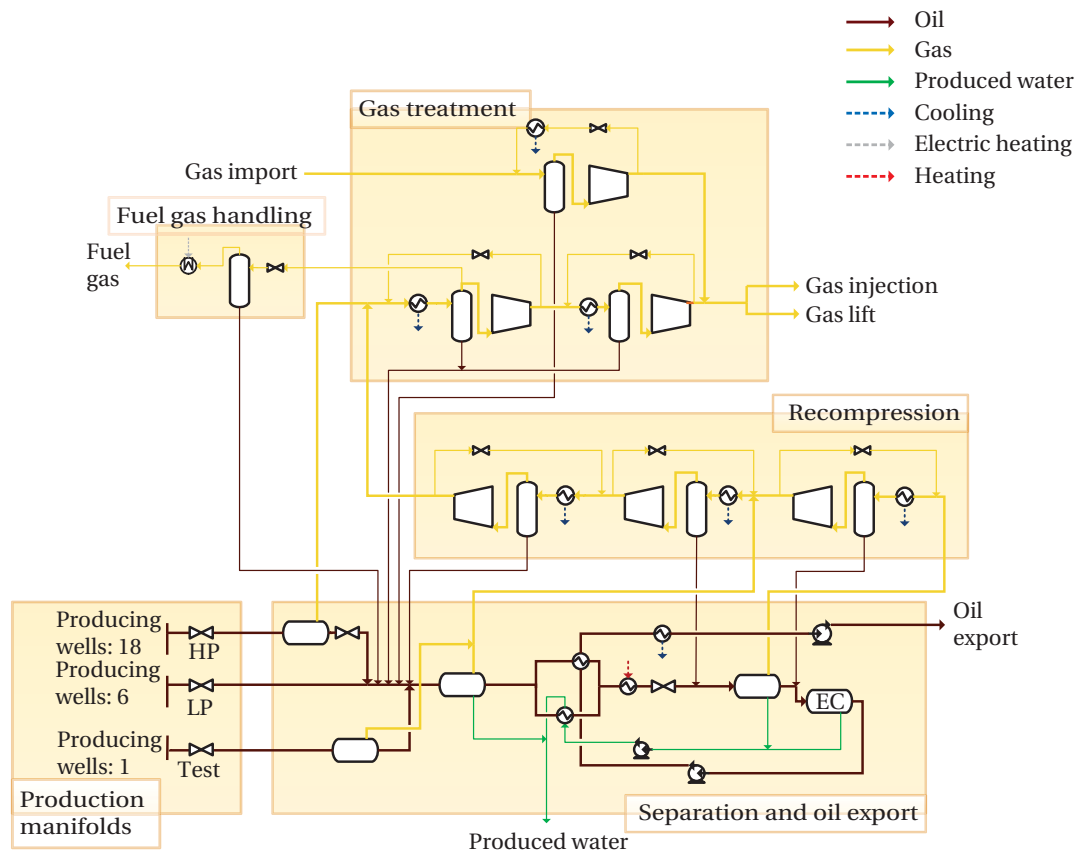 Oil
Gas
Produced water
Cooling
Electric heating
Heating
Gas treatment
Gas import
Fuel gas handling
Fuel
gas
Gas injection
Gas lift
Recompression
Producing
wells: 18
HP
Producing
wells: 6
LP
Producing
wells: 1
Test
Production
manifolds
Oil
export
EC
Separation and oil export
Produced water